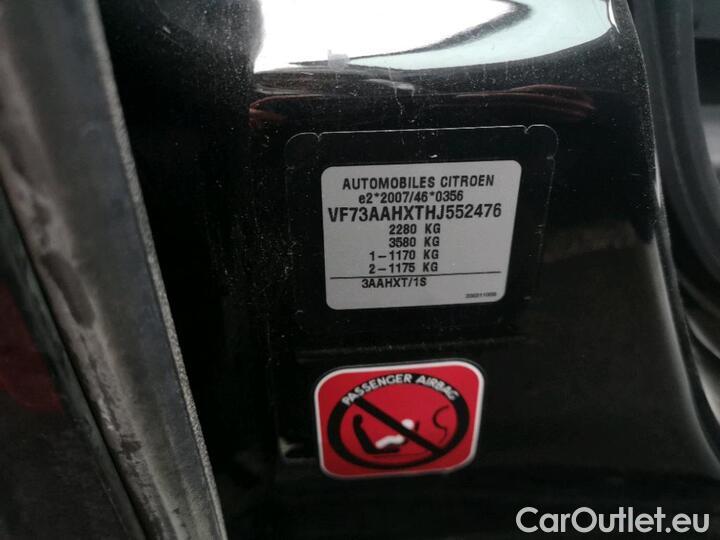 AUTOMOBILES CITROEN
e2*2007/46*0356
VF73AAHXTHJ552476
2280 KG
3580 KG
1-1170 KG
2-1175 KG
3AAHXT/1S
PASSENGER AIRBAG
CarOutlet.eu